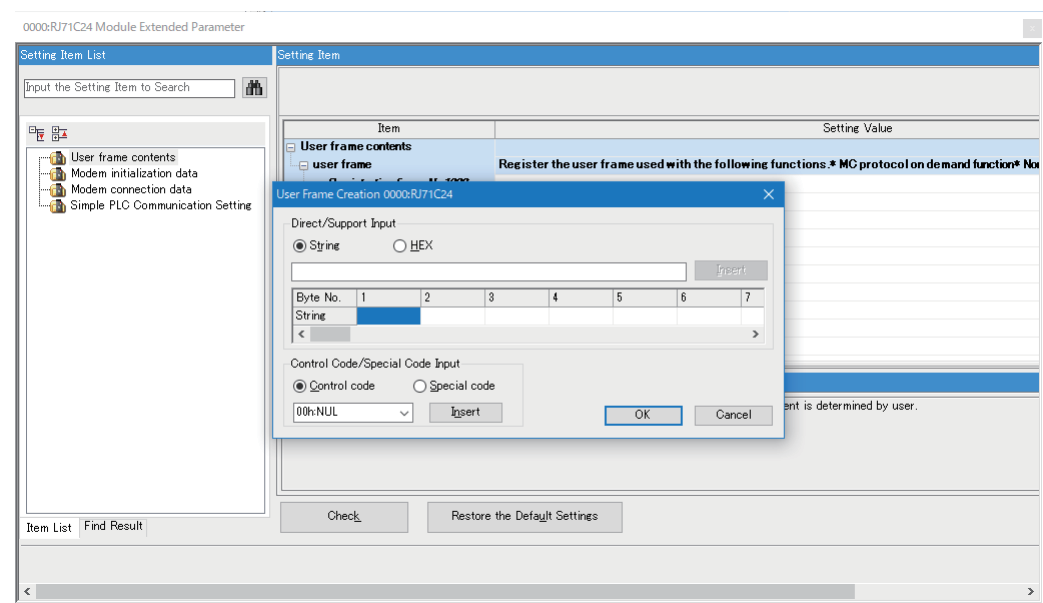 0000:RJ71C24 Module Extended Parameter
Setting Item List
Setting Item
Input the Setting Item to Search
Item
Setting Value
User frame contents
Modem initialization data
Modem connection data
Simple PLC Communication Setting
User frame contents
user frame
Register the user frame used with the following functions.* MC protocol on demand function* Non
User Frame Creation 0000:RJ71C24
Direct/Support Input
String
HEX
Insert
Byte No. 1 2 3 4 5 6 7
String
Control Code/Special Code Input
Control code
Special code
00h:NUL
Insert
OK
Cancel
ent is determined by user.
Item List
Find Result
Check
Restore the Default Settings